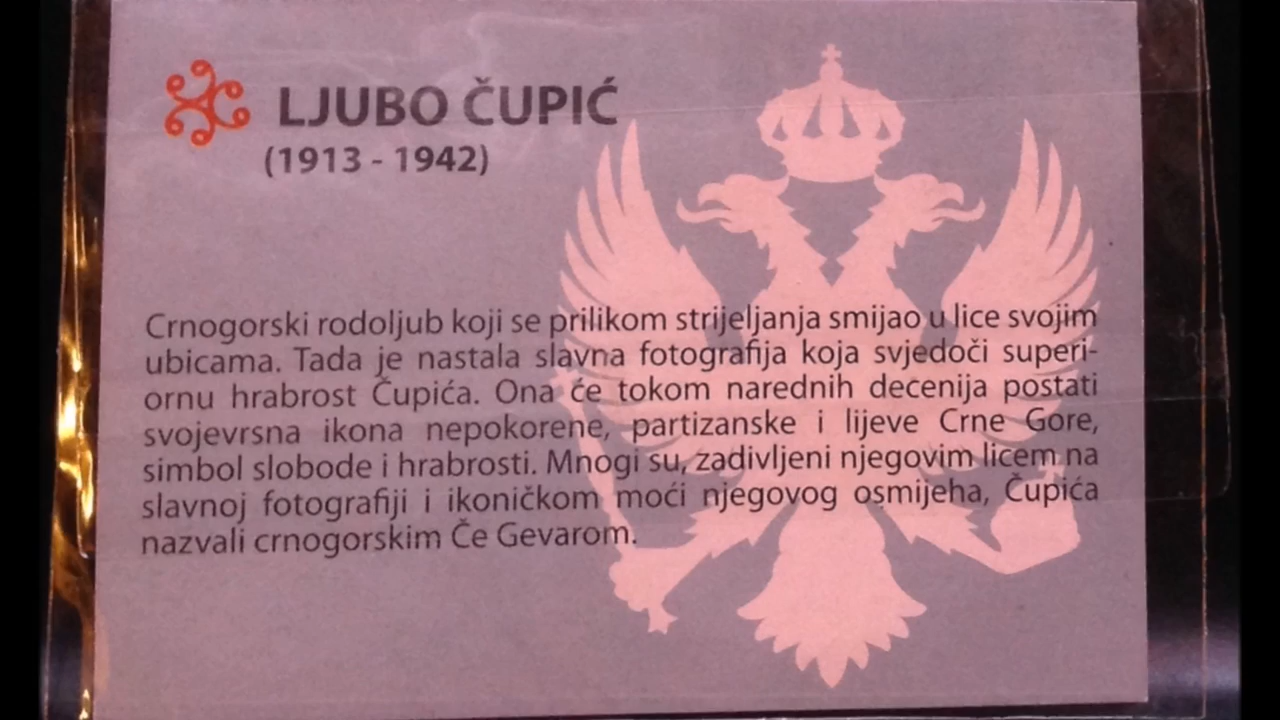 LJUBO ČUPIĆ
(1913 - 1942)
Crnogorski rodoljub koji se prilikom strijeljanja smijao u lice svojim
ubicama. Tada je nastala slavna fotografija koja svjedoči superi-
ornu hrabrost Čupića. Ona će tokom narednih decenija postati
svojevrsna ikona nepokorene, partizanske i lijeve Crne Gore,
simbol slobode i hrabrosti. Mnogi su, zadivljeni njegovim licem na
slavnoj fotografiji i ikoničkom moći njegovog osmijeha, Čupića
nazvali crnogorskim Če Gevarom.